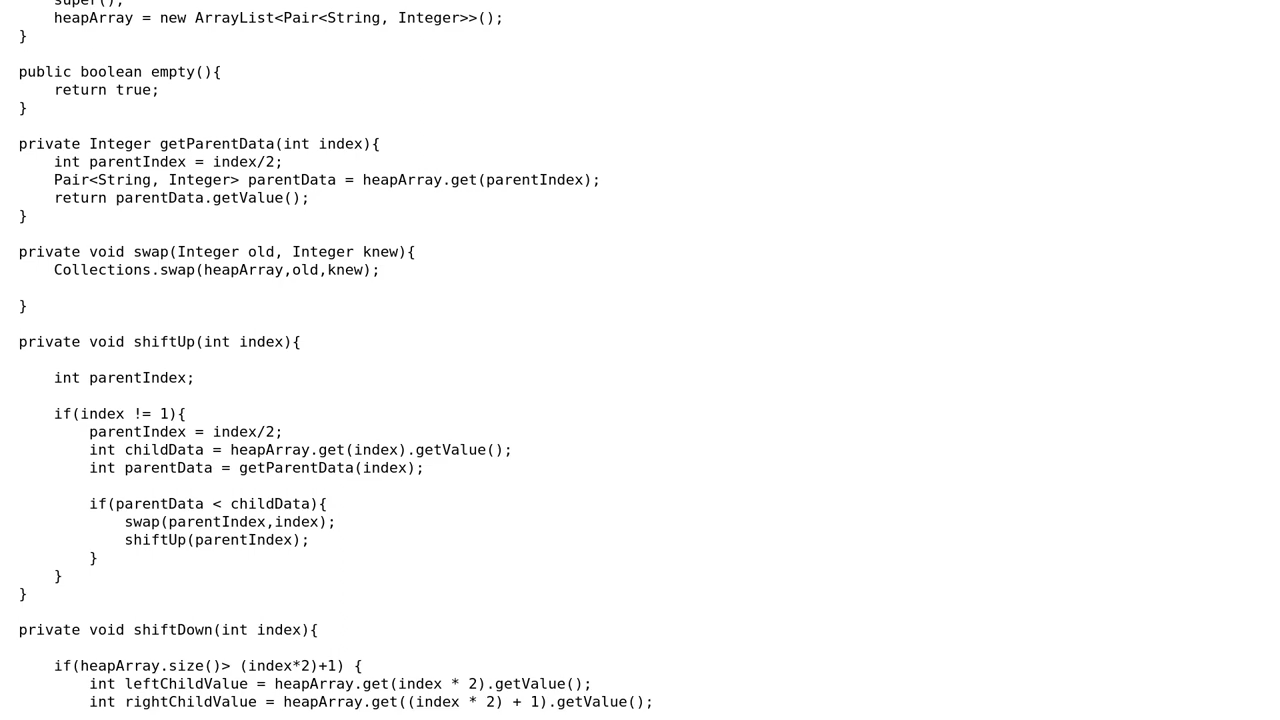 super();
heapArray = new ArrayList<Pair<String, Integer>>();
}
public boolean empty(){
return true;
}
private Integer getParentData(int index){
int parentIndex = index/2;
Pair<String, Integer> parentData = heapArray.get(parentIndex);
return parentData.getValue();
}
private void swap(Integer old, Integer knew){
Collections.swap(heapArray,old,knew);
}
private void shiftUp(int index){
int parentIndex;
if(index != 1){
parentIndex = index/2;
int childData = heapArray.get(index).getValue();
int parentData = getParentData(index);
if(parentData < childData){
swap(parentIndex,index);
shiftUp(parentIndex);
}
}
}
private void shiftDown(int index){
if(heapArray.size()> (index*2)+1) {
int leftChildValue = heapArray.get(index * 2).getValue();
int rightChildValue = heapArray.get((index * 2) + 1).getValue();